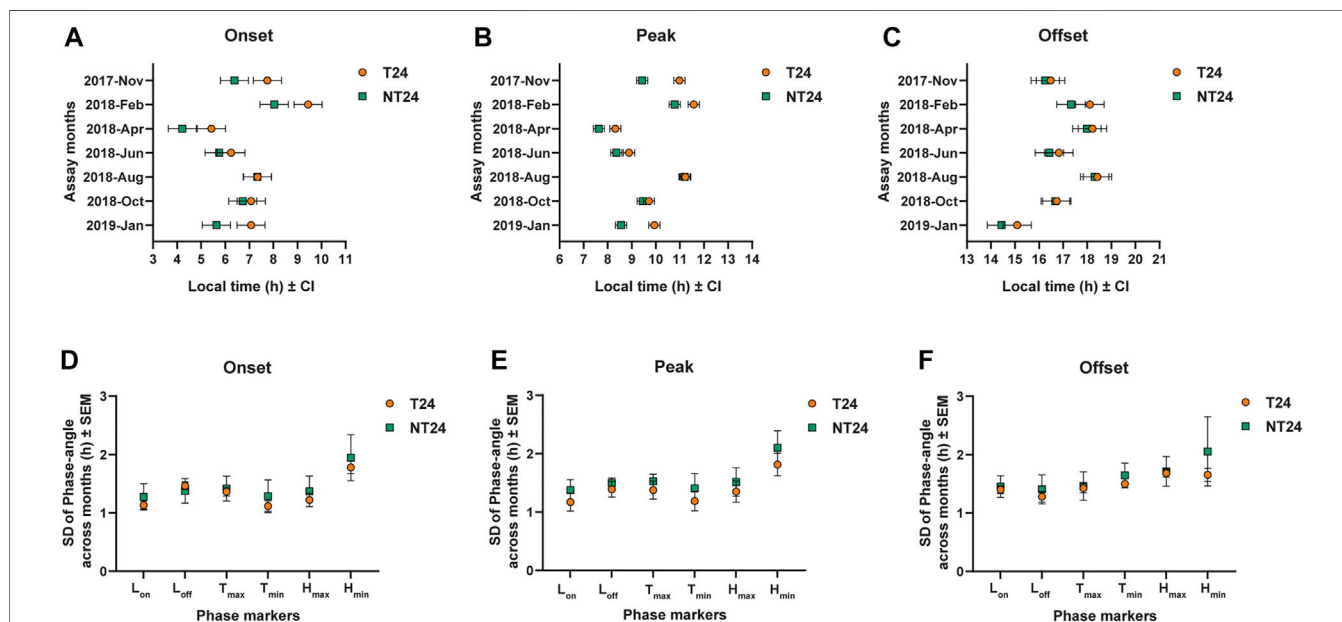 A
Onset
Assay months
2017-Nov
2018-Feb
2018-Apr
2018-Jun
2018-Aug
2018-Oct
2019-Jan
3 4 5 6 7 8 9 10 11
Local time (h) ± CI
T24
NT24
B
Peak
Assay months
2017-Nov
2018-Feb
2018-Apr
2018-Jun
2018-Aug
2018-Oct
2019-Jan
6 7 8 9 10 11 12 13 14
Local time (h) ± CI
T24
NT24
C
Offset
Assay months
2017-Nov
2018-Feb
2018-Apr
2018-Jun
2018-Aug
2018-Oct
2019-Jan
13 14 15 16 17 18 19 20 21
Local time (h) ± CI
T24
NT24
D
Onset
SD of Phase-angle
across months (h) ± SEM
3
2
1
0
Lon Loff Tmax Tmin Hmax Hmin
Phase markers
T24
NT24
E
Peak
SD of Phase-angle
across months (h) ± SEM
3
2
1
0
Lon Loff Tmax Tmin Hmax Hmin
Phase markers
T24
NT24
F
Offset
SD of Phase-angle
across months (h) ± SEM
3
2
1
0
Lon Loff Tmax Tmin Hmax Hmin
Phase markers
T24
NT24